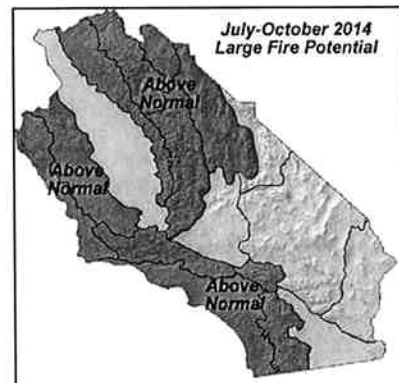 July-October 2014
Large Fire Potential
Above
Normal
Above
Normal
Above
Normal